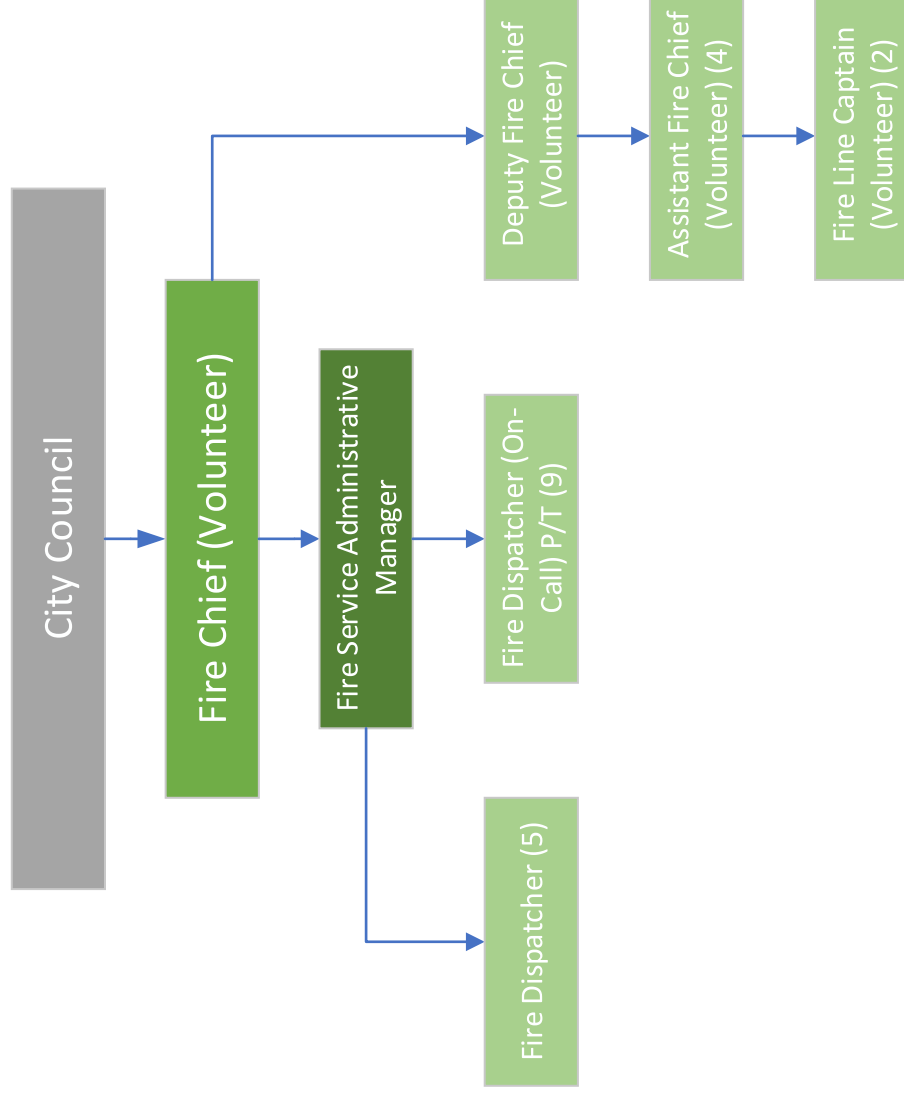 City Council
Fire Chief (Volunteer)
Fire Service Administrative
Manager
Fire Dispatcher (5)
Fire Dispatcher (On-
Call) P/T (9)
Deputy Fire Chief
(Volunteer)
Assistant Fire Chief
(Volunteer) (4)
Fire Line Captain
(Volunteer) (2)